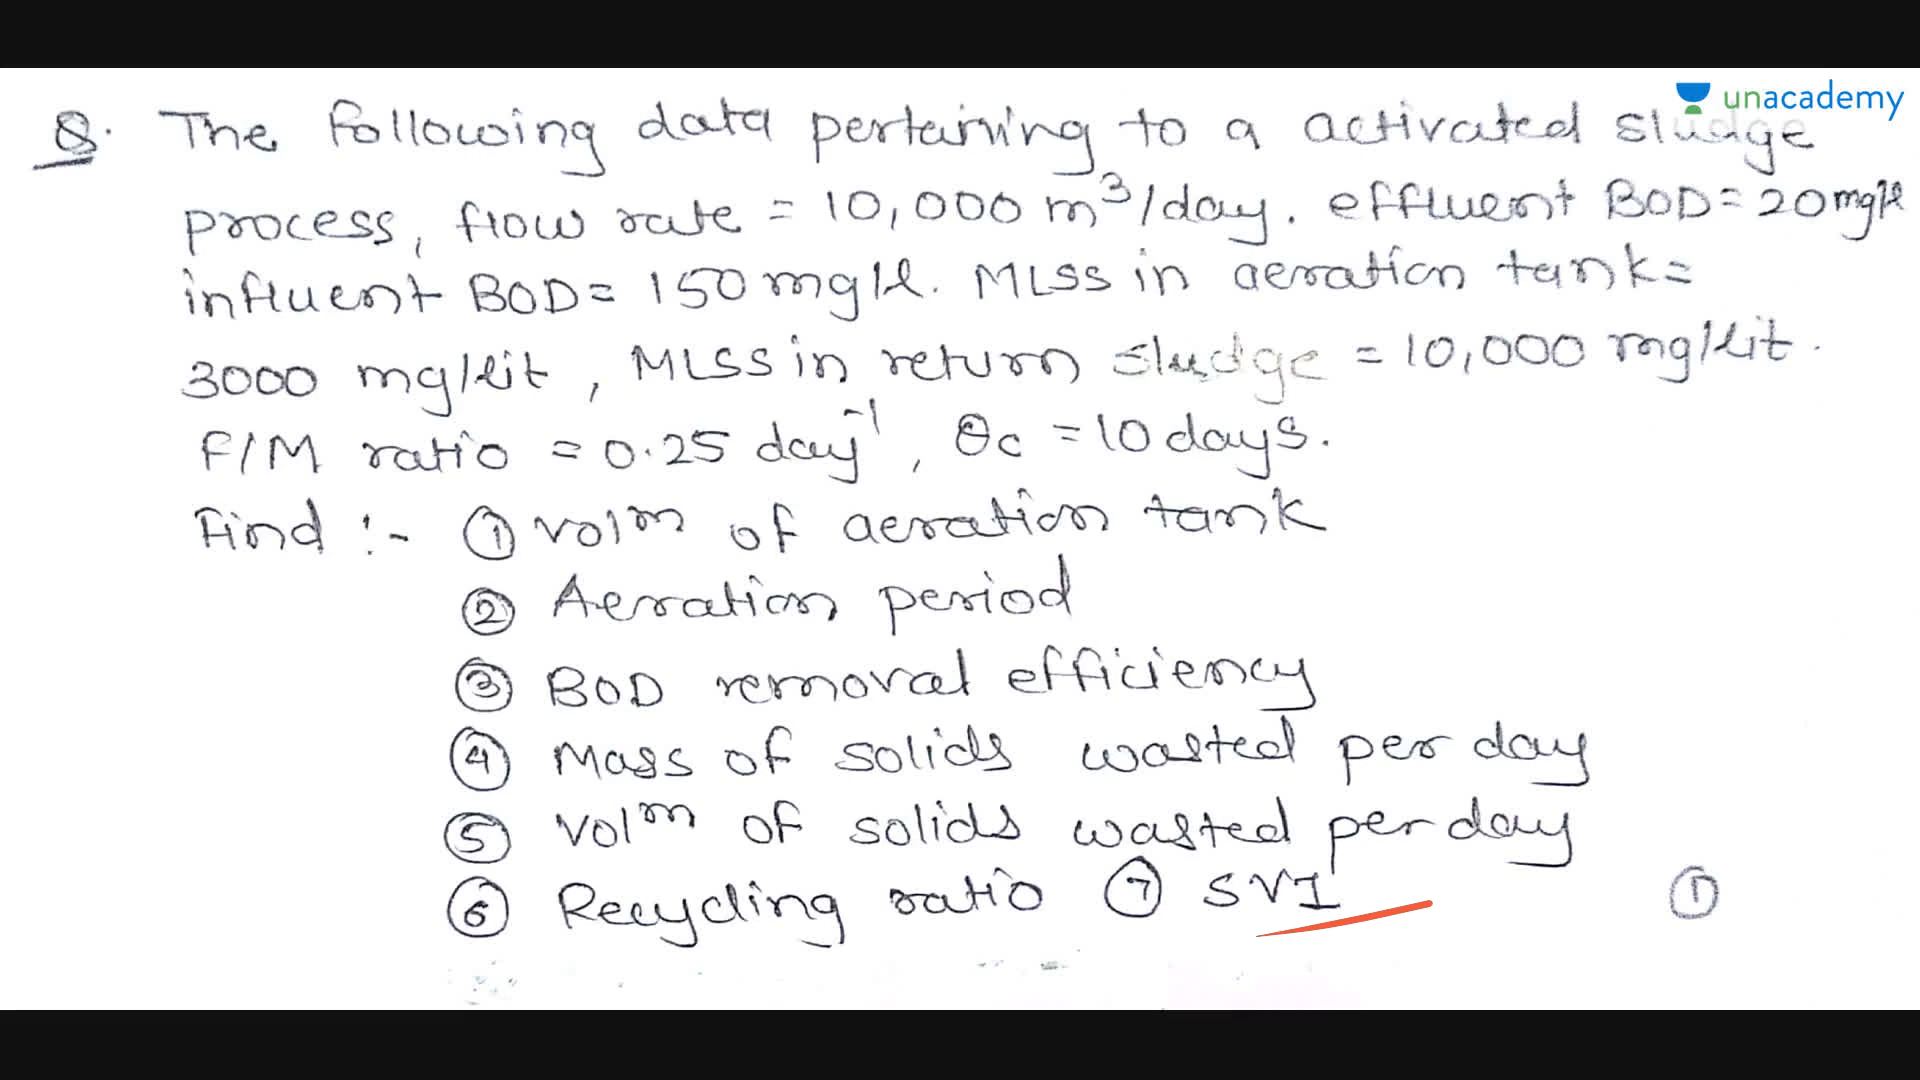 unacademy
Q. The following data pertaining to a activated sludge
process, flow rate = 10,000 m³/day. effluent BOD = 20 mg/l
influent BOD = 150 mg/l. MLSS in aeration tank =
3000 mg/lit, MLSS in return sludge = 10,000 mg/lit.
F/M ratio = 0.25 day⁻¹, θc = 10 days.
Find :- ① volᵐ of aeration tank
② Aeration period
③ BOD removal efficiency
④ Mass of solids wasted per day
⑤ Volᵐ of solids wasted per day
⑥ Recycling ratio ⑦ SVI
①